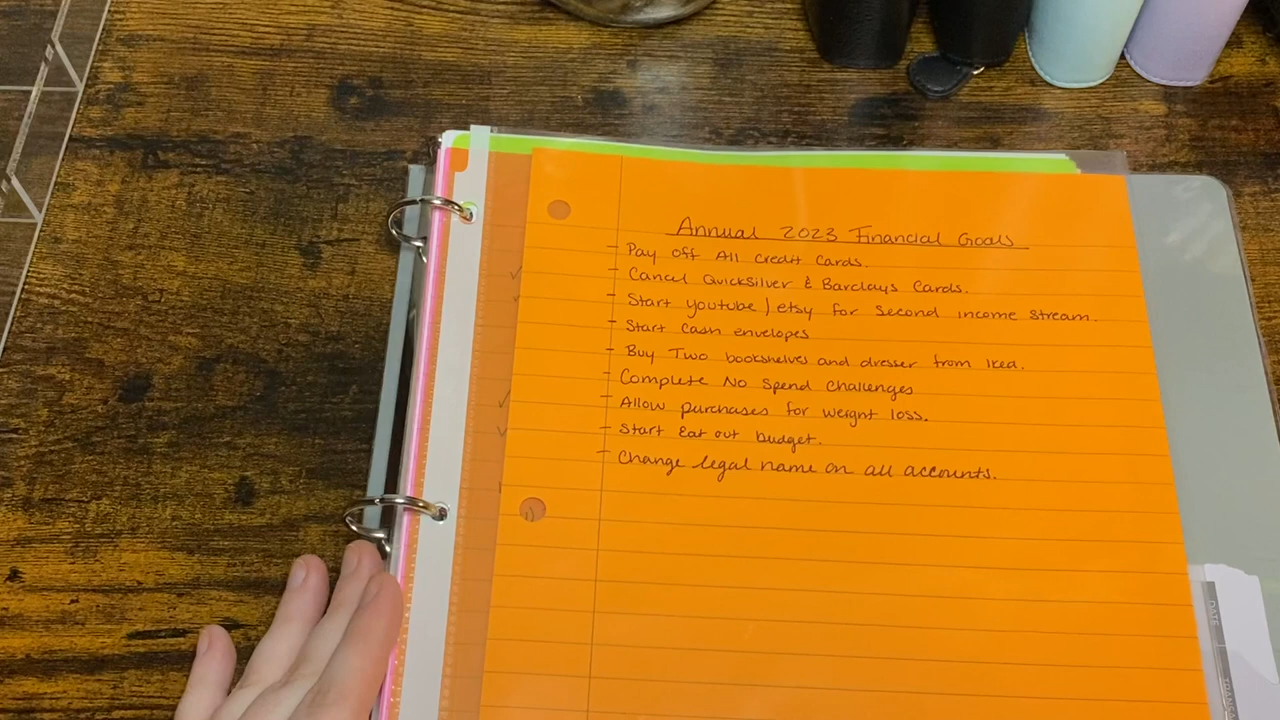 Annual 2023 Financial Goals
- Pay off All Credit Cards.
- Cancel Quicksilver & Barclays Cards.
- Start youtube / etsy for second income stream.
- Start cash envelopes
- Buy Two bookshelves and dresser from Ikea.
- Complete No Spend Challenges
- Allow purchases for weight loss.
- Start Eat out budget.
- Change legal name on all accounts.
DATE